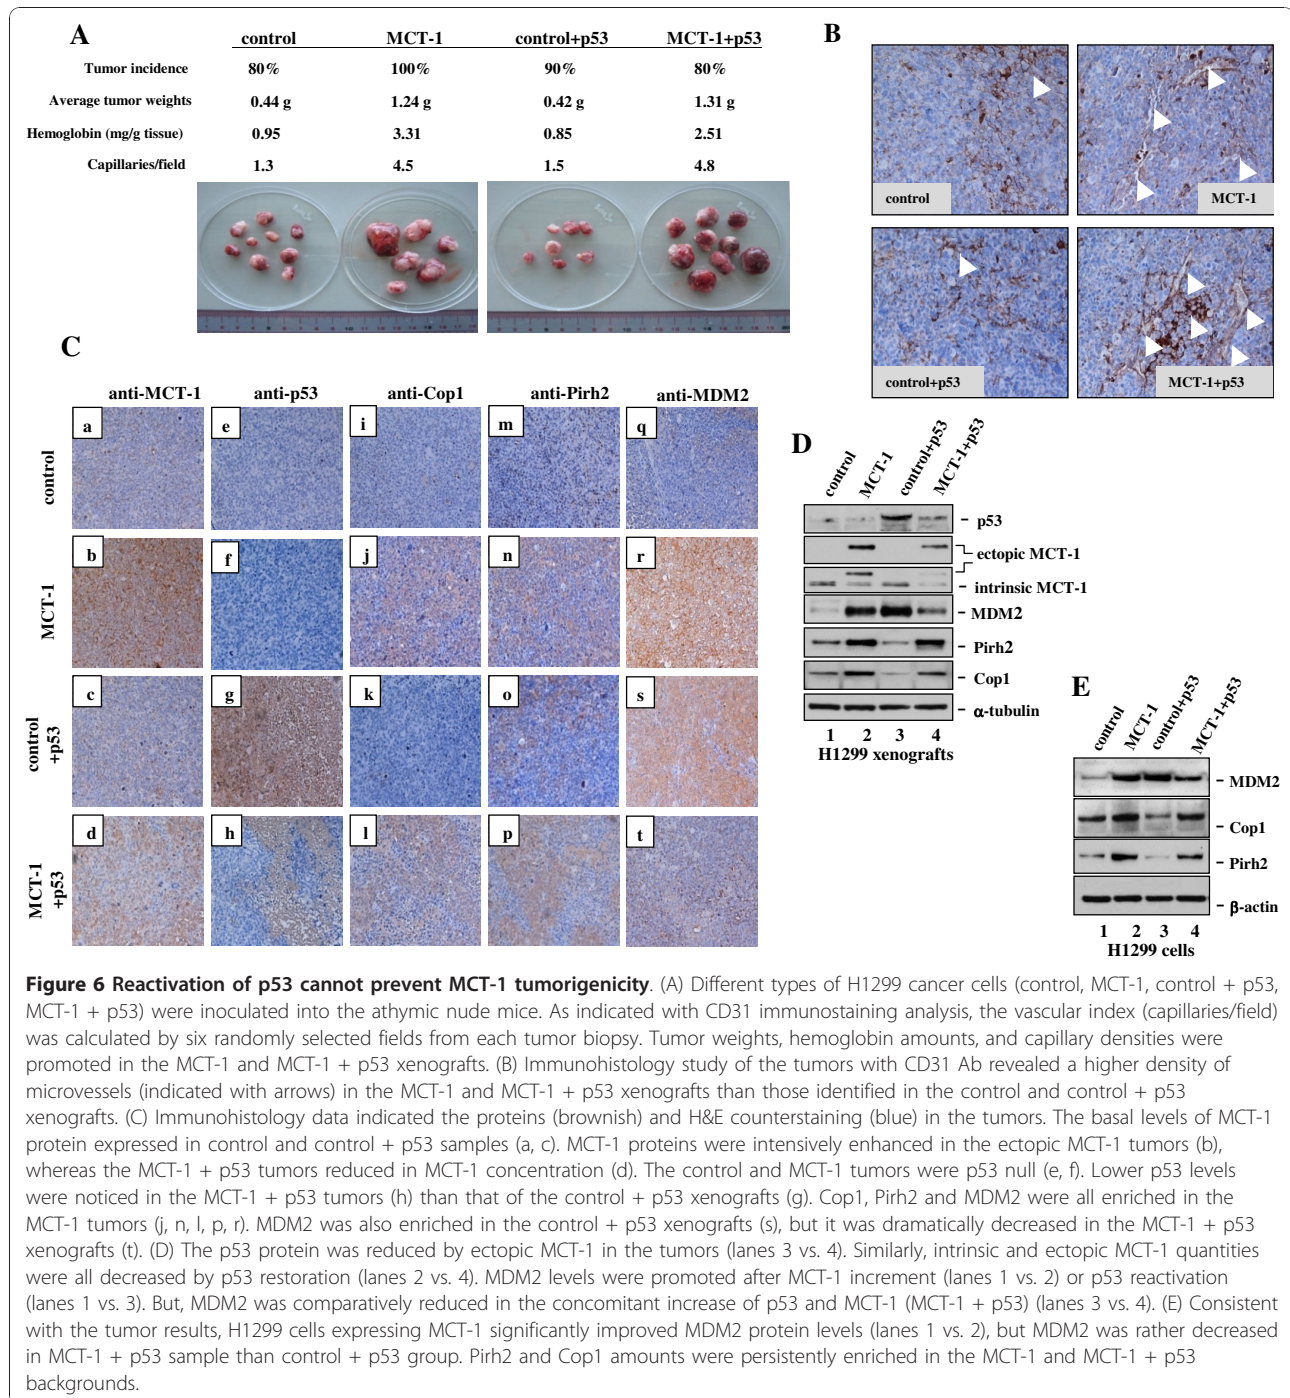 A
control MCT-1 control+p53 MCT-1+p53
Tumor incidence 80% 100% 90% 80%
Average tumor weights 0.44 g 1.24 g 0.42 g 1.31 g
Hemoglobin (mg/g tissue) 0.95 3.31 0.85 2.51
Capillaries/field 1.3 4.5 1.5 4.8
B
control
MCT-1
control+p53
MCT-1+p53
C
anti-MCT-1 anti-p53 anti-Cop1 anti-Pirh2 anti-MDM2
control
a e i m q
MCT-1
b f j n r
control
+p53
c g k o s
MCT-1
+p53
d h l p t
D
control MCT-1 control+p53 MCT-1+p53
p53
ectopic MCT-1
intrinsic MCT-1
MDM2
Pirh2
Cop1
α-tubulin
1 2 3 4
H1299 xenografts
E
control MCT-1 control+p53 MCT-1+p53
MDM2
Cop1
Pirh2
β-actin
1 2 3 4
H1299 cells
Figure 6 Reactivation of p53 cannot prevent MCT-1 tumorigenicity. (A) Different types of H1299 cancer cells (control, MCT-1, control + p53,
MCT-1 + p53) were inoculated into the athymic nude mice. As indicated with CD31 immunostaining analysis, the vascular index (capillaries/field)
was calculated by six randomly selected fields from each tumor biopsy. Tumor weights, hemoglobin amounts, and capillary densities were
promoted in the MCT-1 and MCT-1 + p53 xenografts. (B) Immunohistology study of the tumors with CD31 Ab revealed a higher density of
microvessels (indicated with arrows) in the MCT-1 and MCT-1 + p53 xenografts than those identified in the control and control + p53
xenografts. (C) Immunohistology data indicated the proteins (brownish) and H&E counterstaining (blue) in the tumors. The basal levels of MCT-1
protein expressed in control and control + p53 samples (a, c). MCT-1 proteins were intensively enhanced in the ectopic MCT-1 tumors (b),
whereas the MCT-1 + p53 tumors reduced in MCT-1 concentration (d). The control and MCT-1 tumors were p53 null (e, f). Lower p53 levels
were noticed in the MCT-1 + p53 tumors (h) than that of the control + p53 xenografts (g). Cop1, Pirh2 and MDM2 were all enriched in the
MCT-1 tumors (j, n, l, p, r). MDM2 was also enriched in the control + p53 xenografts (s), but it was dramatically decreased in the MCT-1 + p53
xenografts (t). (D) The p53 protein was reduced by ectopic MCT-1 in the tumors (lanes 3 vs. 4). Similarly, intrinsic and ectopic MCT-1 quantities
were all decreased by p53 restoration (lanes 2 vs. 4). MDM2 levels were promoted after MCT-1 increment (lanes 1 vs. 2) or p53 reactivation
(lanes 1 vs. 3). But, MDM2 was comparatively reduced in the concomitant increase of p53 and MCT-1 (MCT-1 + p53) (lanes 3 vs. 4). (E) Consistent
with the tumor results, H1299 cells expressing MCT-1 significantly improved MDM2 protein levels (lanes 1 vs. 2), but MDM2 was rather decreased
in MCT-1 + p53 sample than control + p53 group. Pirh2 and Cop1 amounts were persistently enriched in the MCT-1 and MCT-1 + p53
backgrounds.